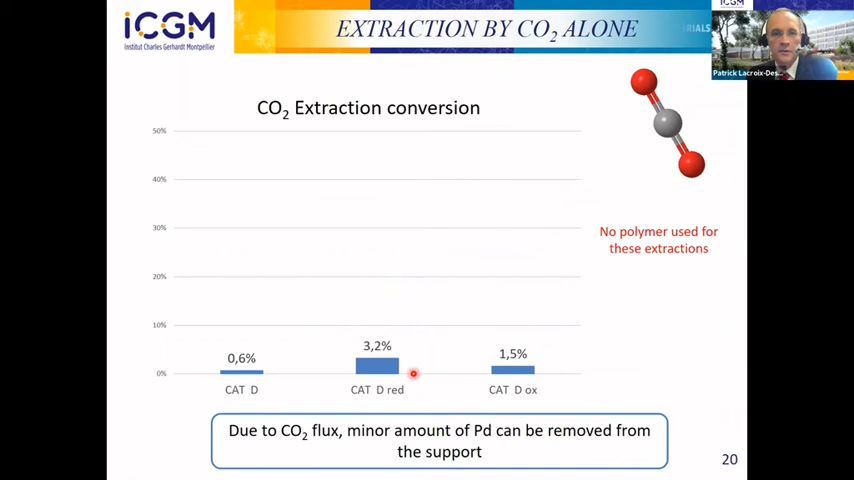 iCGM
Institut Charles Gerhardt Montpellier
EXTRACTION BY CO2 ALONE
RIALS
Patrick Lacroix-Des...
CO2 Extraction conversion
50%
40%
30%
20%
10%
0%
0,6%
3,2%
1,5%
CAT D
CAT D red
CAT D ox
No polymer used for
these extractions
Due to CO2 flux, minor amount of Pd can be removed from
the support
20